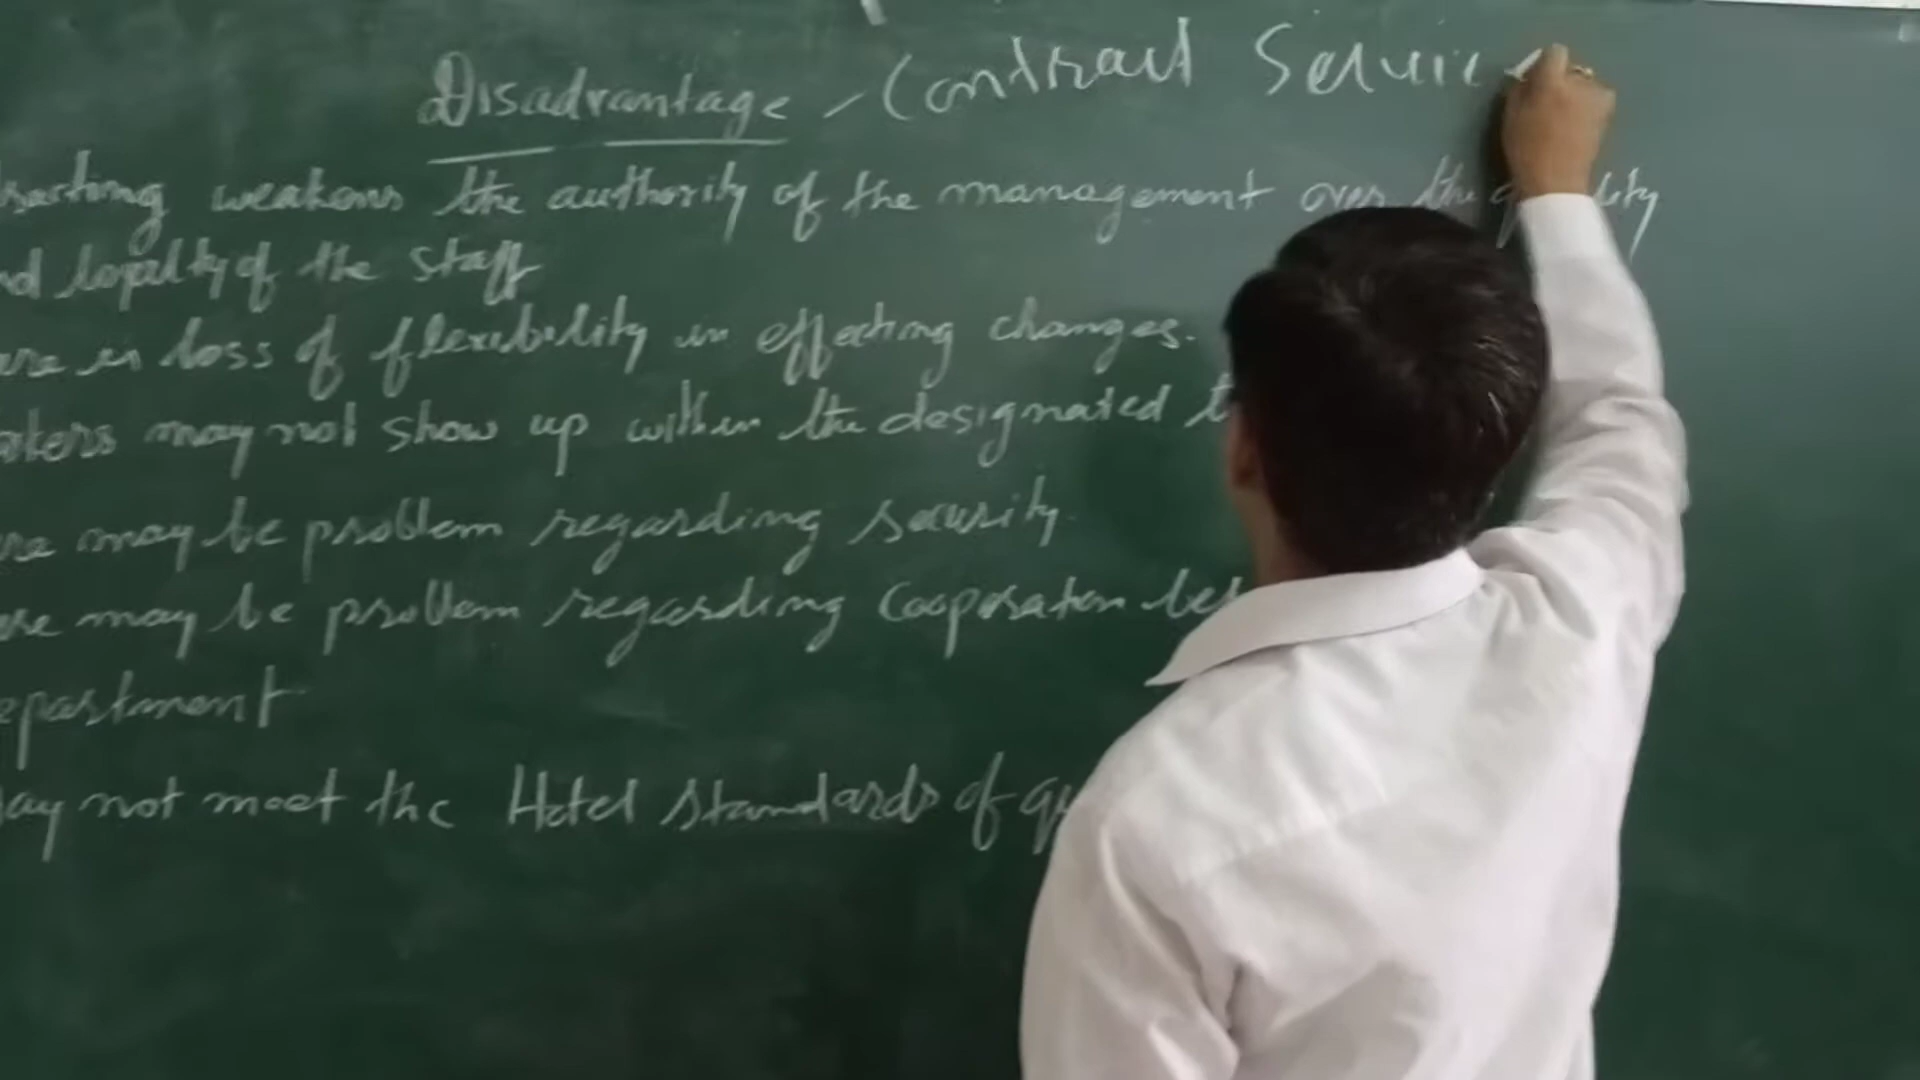 Disadvantage - Contract Service
weakens the authority of the management over the
loyalty of the staff
is loss of flexibility in effecting changes.
may not show up within the designated
may be problem regarding security.
may be problem regarding Cooperation
not meet the Hotel standards of